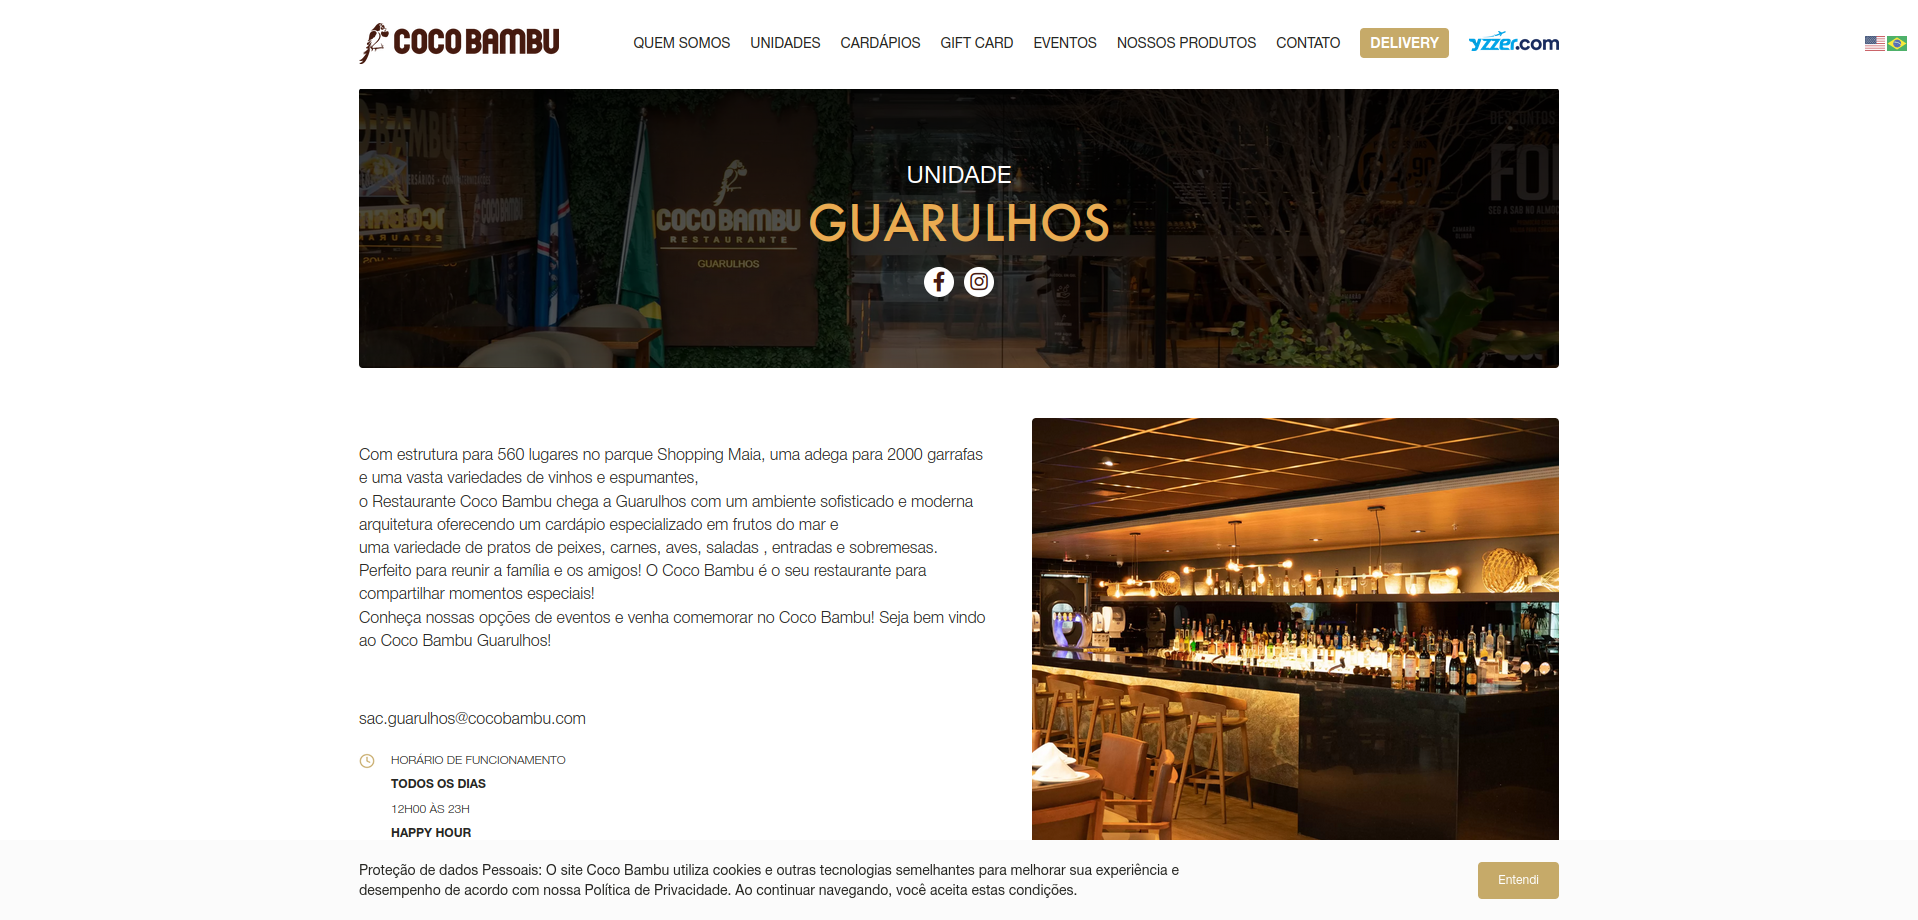 COCO BAMBU
QUEM SOMOS UNIDADES CARDÁPIOS GIFT CARD EVENTOS NOSSOS PRODUTOS CONTATO DELIVERY yzzer.com
COCO BAMBU
RESTAURANTE
GUARULHOS
UNIDADE
GUARULHOS
Com estrutura para 560 lugares no parque Shopping Maia, uma adega para 2000 garrafas
e uma vasta variedades de vinhos e espumantes,
o Restaurante Coco Bambu chega a Guarulhos com um ambiente sofisticado e moderna
arquitetura oferecendo um cardápio especializado em frutos do mar e
uma variedade de pratos de peixes, carnes, aves, saladas , entradas e sobremesas.
Perfeito para reunir a família e os amigos! O Coco Bambu é o seu restaurante para
compartilhar momentos especiais!
Conheça nossas opções de eventos e venha comemorar no Coco Bambu! Seja bem vindo
ao Coco Bambu Guarulhos!
sac.guarulhos@cocobambu.com
HORÁRIO DE FUNCIONAMENTO
TODOS OS DIAS
12H00 ÀS 23H
HAPPY HOUR
Proteção de dados Pessoais: O site Coco Bambu utiliza cookies e outras tecnologias semelhantes para melhorar sua experiência e
desempenho de acordo com nossa Política de Privacidade. Ao continuar navegando, você aceita estas condições.
Entendi